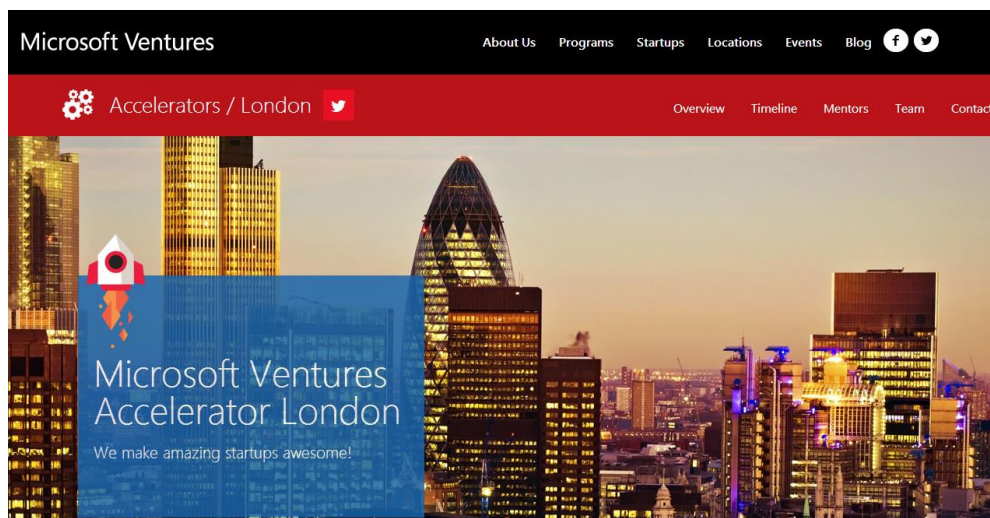 Microsoft Ventures
About Us Programs Startups Locations Events Blog
Accelerators / London
Overview Timeline Mentors Team Contact
Microsoft Ventures
Accelerator London
We make amazing startups awesome!